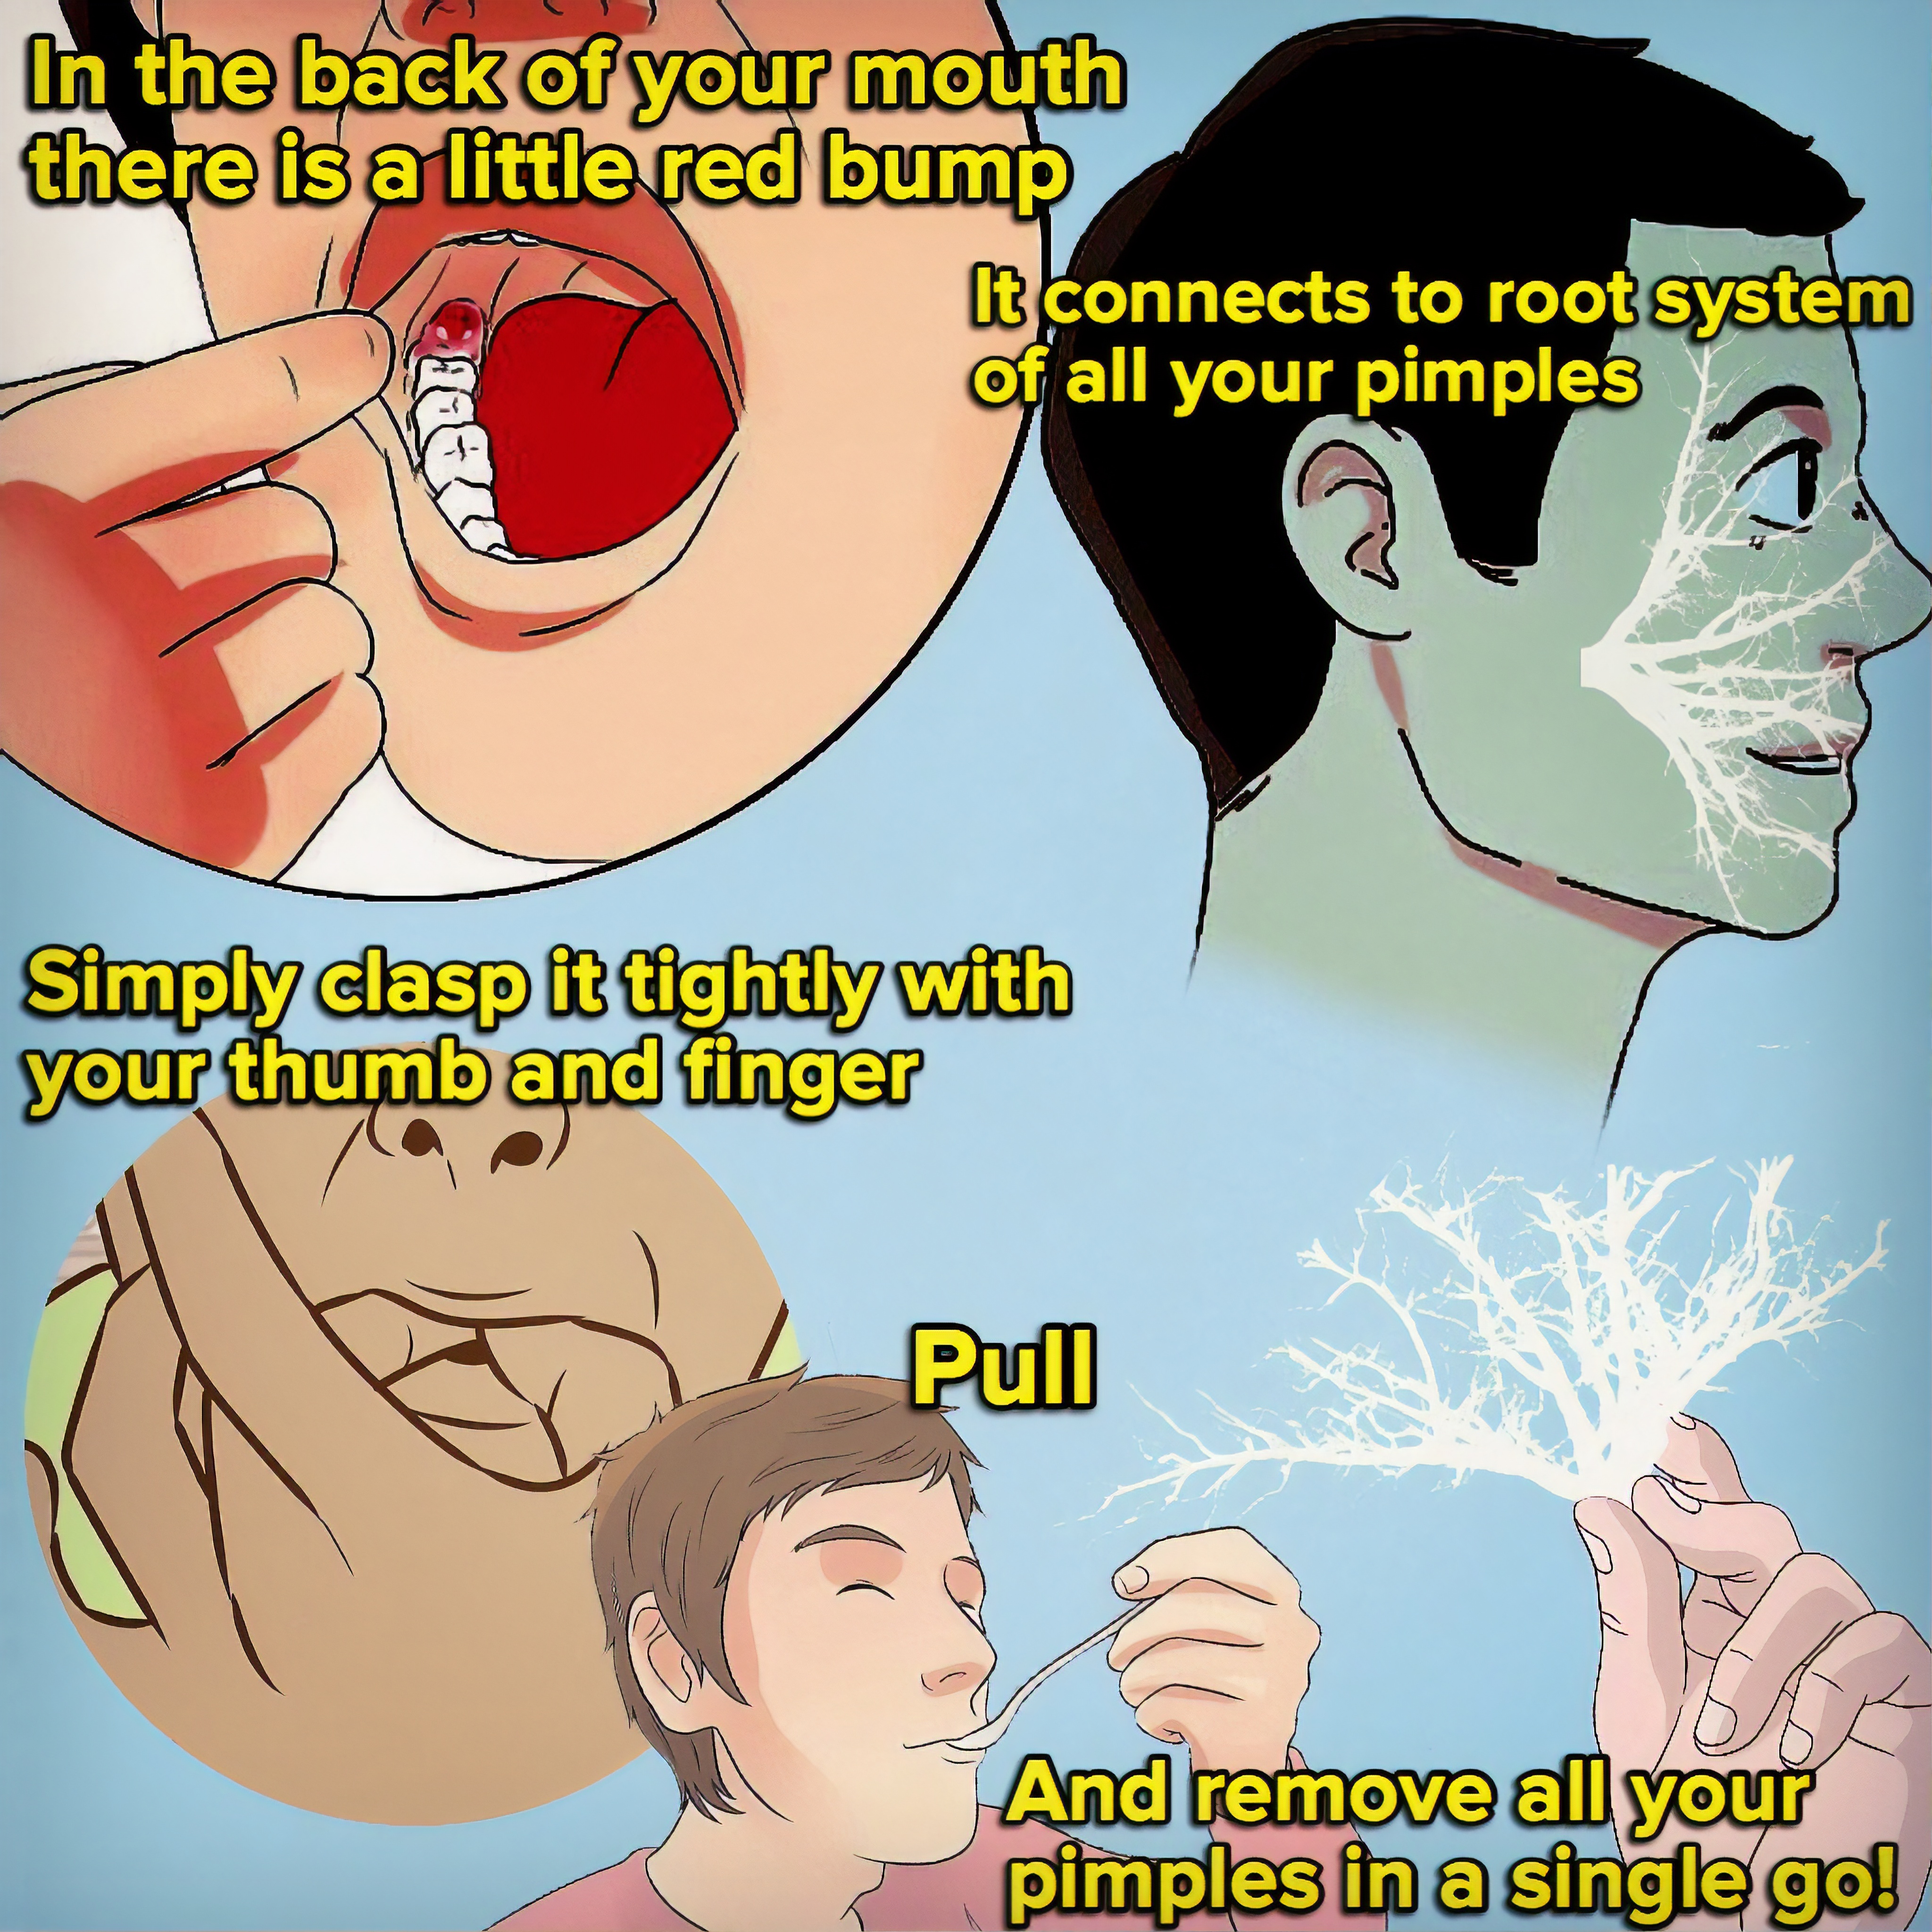 In the back of your mouth
there is a little red bump
It connects to root system
of all your pimples
Simply clasp it tightly with
your thumb and finger
Pull
And remove all your
pimples in a single go!